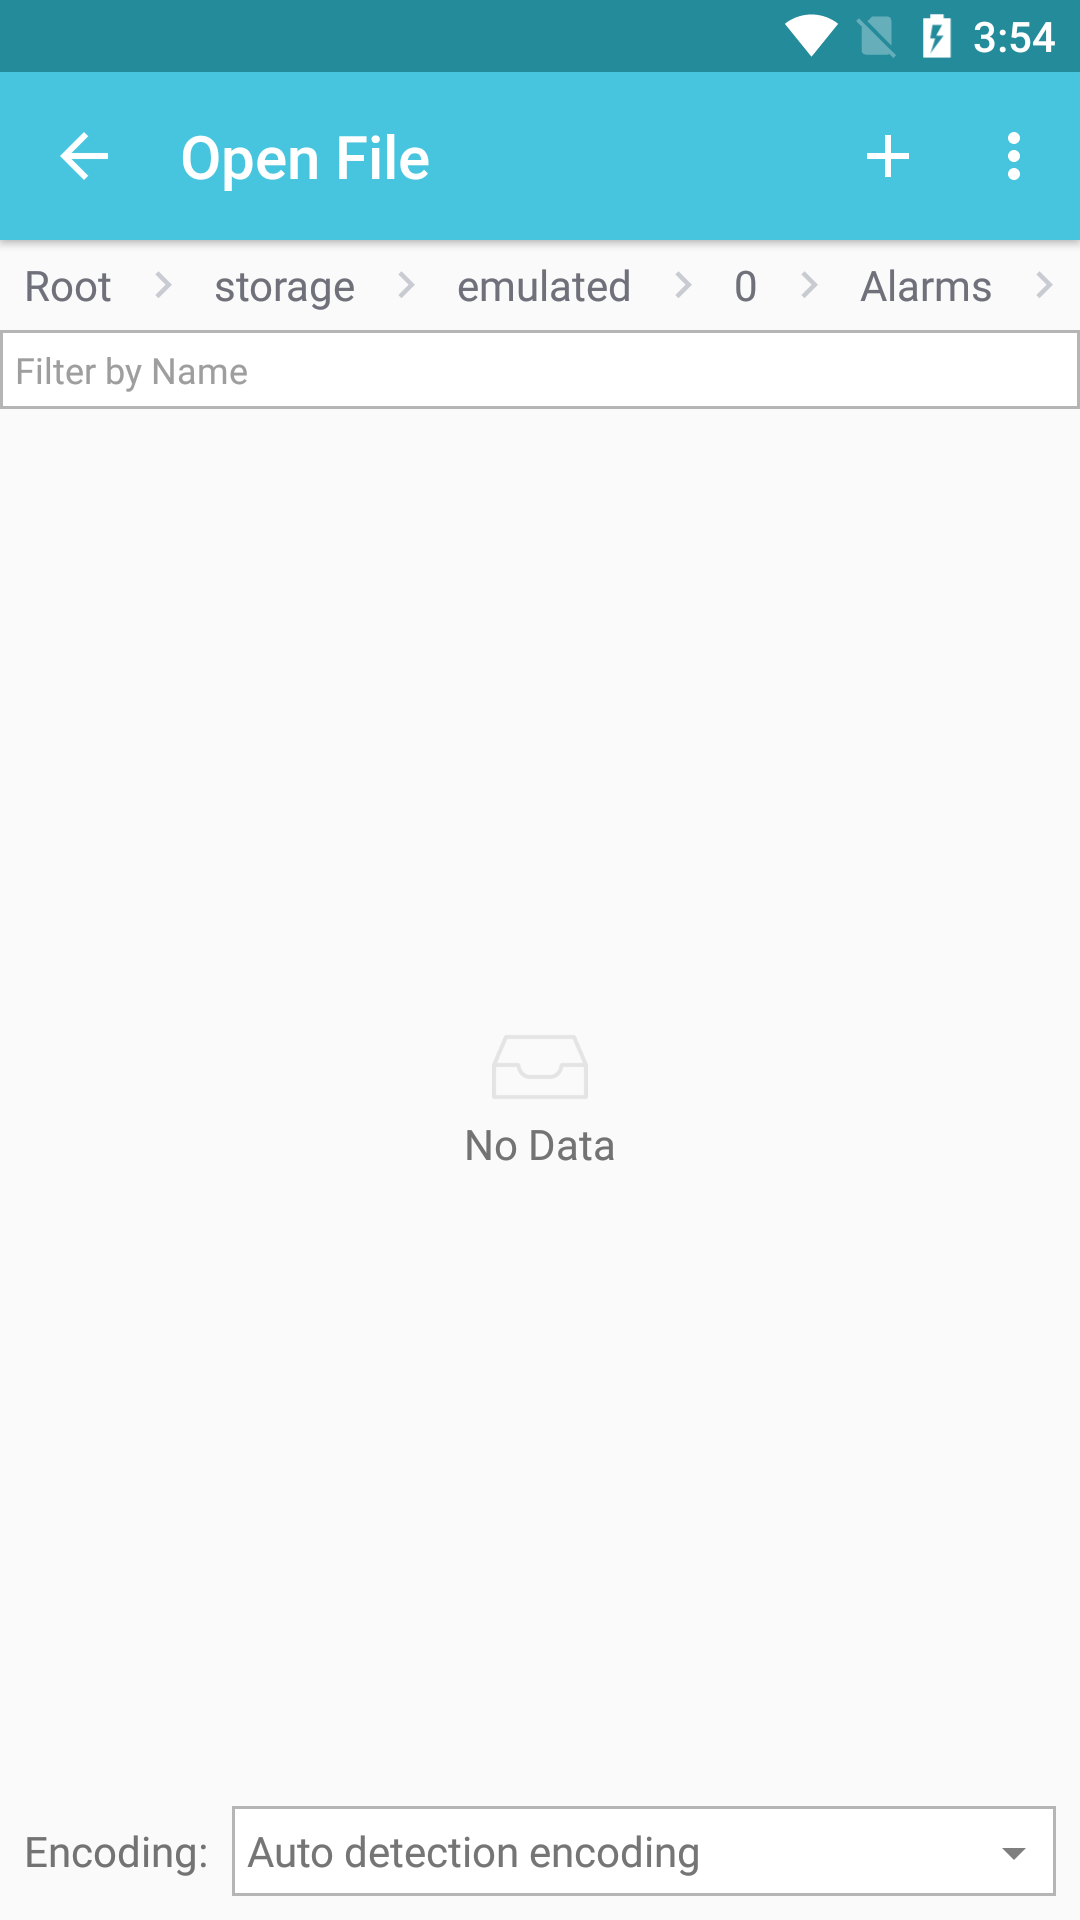 3:54
Open File
Root storage emulated 0 Alarms
Filter by Name
No Data
Encoding: Auto detection encoding